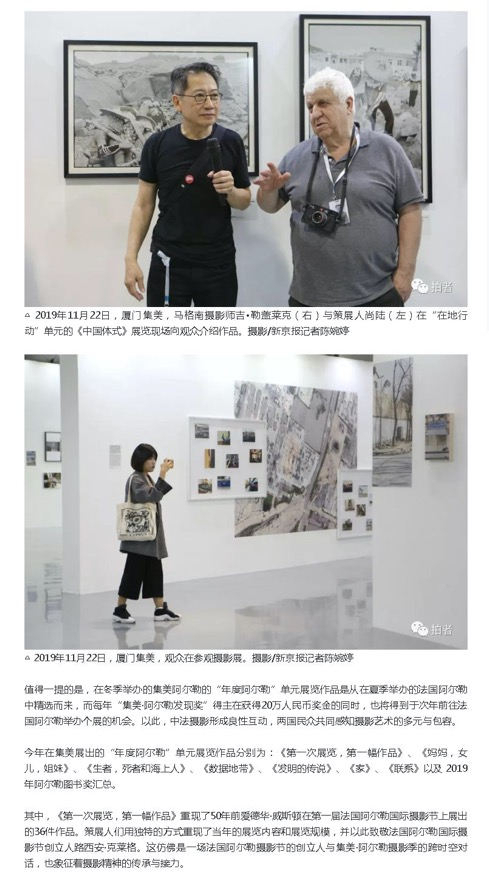 拍者
△ 2019年11月22日，厦门集美，马格南摄影师吉•勒盖莱克（右）与策展人尚陆（左）在“在地行
动”单元的《中国体式》展览现场向观众介绍作品。摄影/新京报记者陈婉婷
拍者
△ 2019年11月22日，厦门集美，观众在参观摄影展。摄影/新京报记者陈婉婷
值得一提的是，在冬季举办的集美阿尔勒的“年度阿尔勒”单元展览作品是从在夏季举办的法国阿尔勒
中精选而来，而每年“集美·阿尔勒发现奖”得主在获得20万人民币奖金的同时，也将得到于次年前往法
国阿尔勒举办个展的机会。以此，中法摄影形成良性互动，两国民众共同感知摄影艺术的多元与包容。
今年在集美展出的“年度阿尔勒”单元展览作品分别为：《第一次展览，第一幅作品》、《妈妈，女
儿，姐妹》、《生者，死者和海上人》、《数据地带》、《发明的传说》、《家》、《联系》以及 2019
年阿尔勒图书奖汇总。
其中，《第一次展览，第一幅作品》重现了50年前爱德华·威斯顿在第一届法国阿尔勒国际摄影节上展出
的36件作品。策展人们用独特的方式重现了当年的展览内容和展览规模，并以此致敬法国阿尔勒国际摄
影节创立人路西安·克莱格。这仿佛是一场法国阿尔勒摄影节的创立人与集美·阿尔勒摄影季的跨时空对
话，也象征着摄影精神的传承与接力。